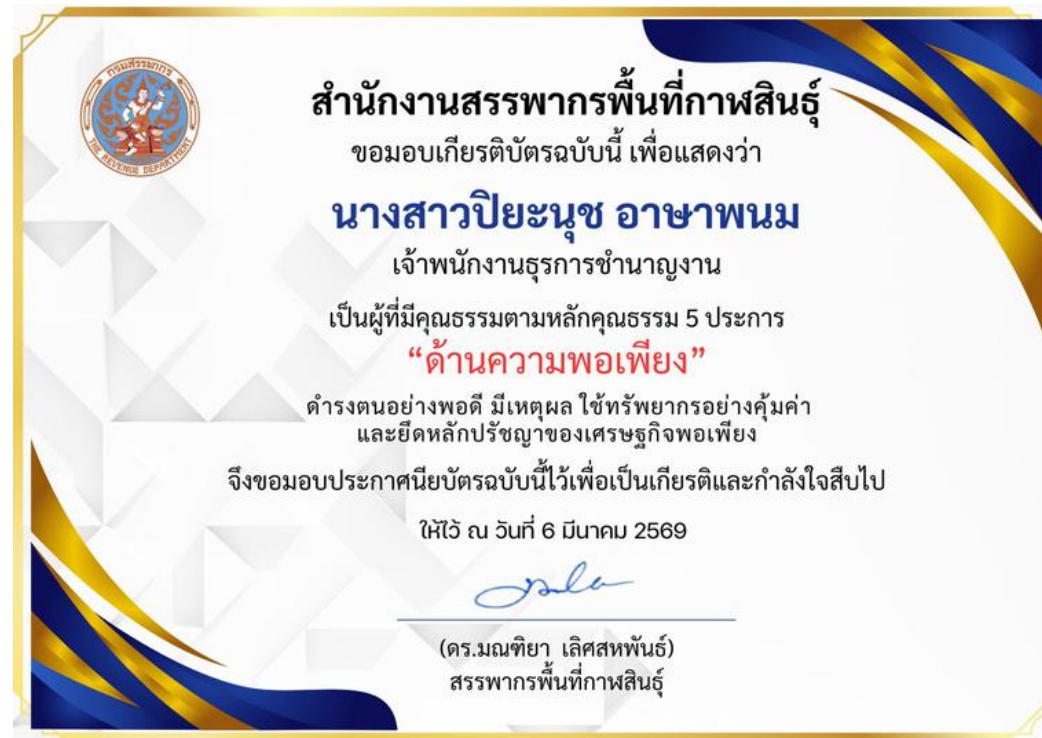 กรมสรรพากร
THE REVENUE DEPARTMENT
สำนักงานสรรพากรพื้นที่กาฬสินธุ์
ขอมอบเกียรติบัตรฉบับนี้ เพื่อแสดงว่า
นางสาวปิยะนุช อาษาพนม
เจ้าพนักงานธุรการชำนาญงาน
เป็นผู้ที่มีคุณธรรมตามหลักคุณธรรม 5 ประการ
“ด้านความพอเพียง”
ดำรงตนอย่างพอดี มีเหตุผล ใช้ทรัพยากรอย่างคุ้มค่า
และยึดหลักปรัชญาของเศรษฐกิจพอเพียง
จึงขอมอบประกาศนียบัตรฉบับนี้ไว้เพื่อเป็นเกียรติและกำลังใจสืบไป
ให้ไว้ ณ วันที่ 6 มีนาคม 2569
(ดร.มณฑิยา เลิศสหพันธ์)
สรรพากรพื้นที่กาฬสินธุ์